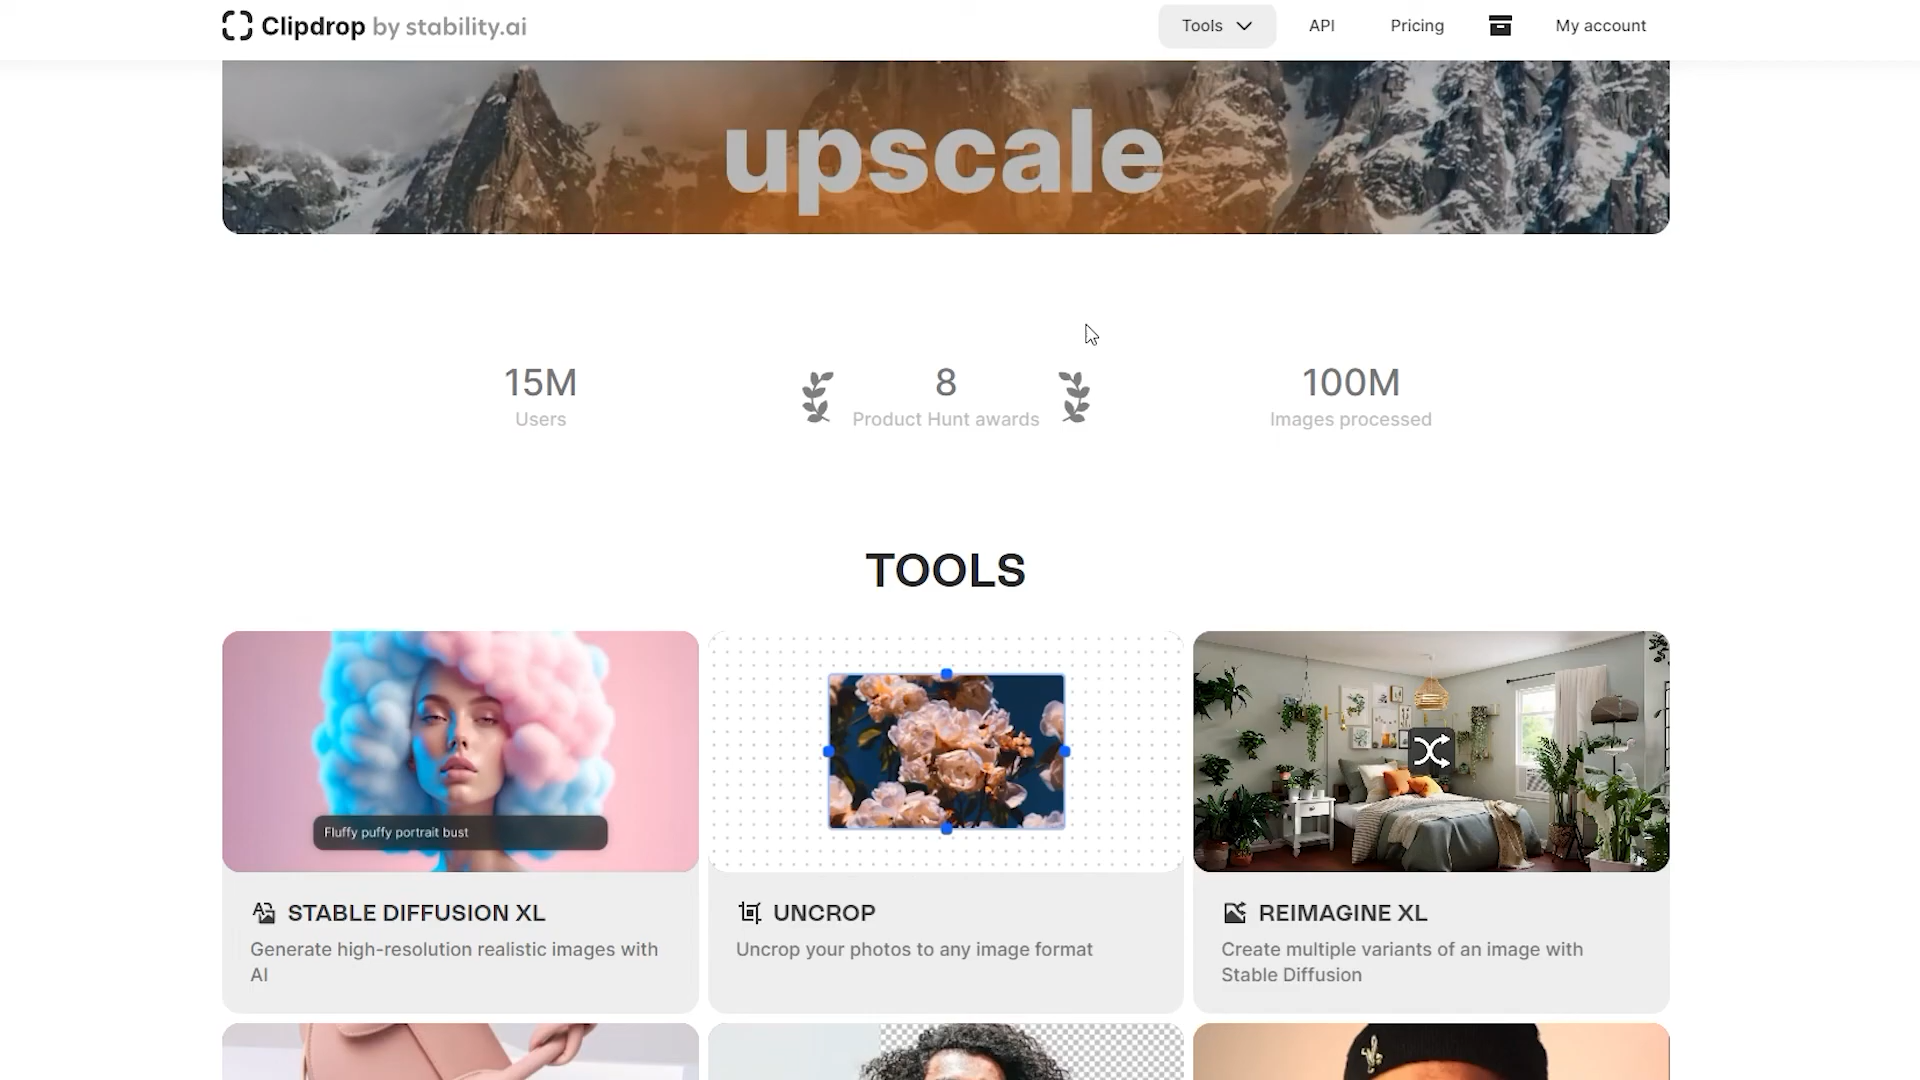 Clipdrop by stability.ai
Tools
API
Pricing
My account
upscale
15M
Users
8
Product Hunt awards
100M
Images processed
TOOLS
Fluffy puffy portrait bust
STABLE DIFFUSION XL
Generate high-resolution realistic images with
AI
UNCROP
Uncrop your photos to any image format
REIMAGINE XL
Create multiple variants of an image with
Stable Diffusion